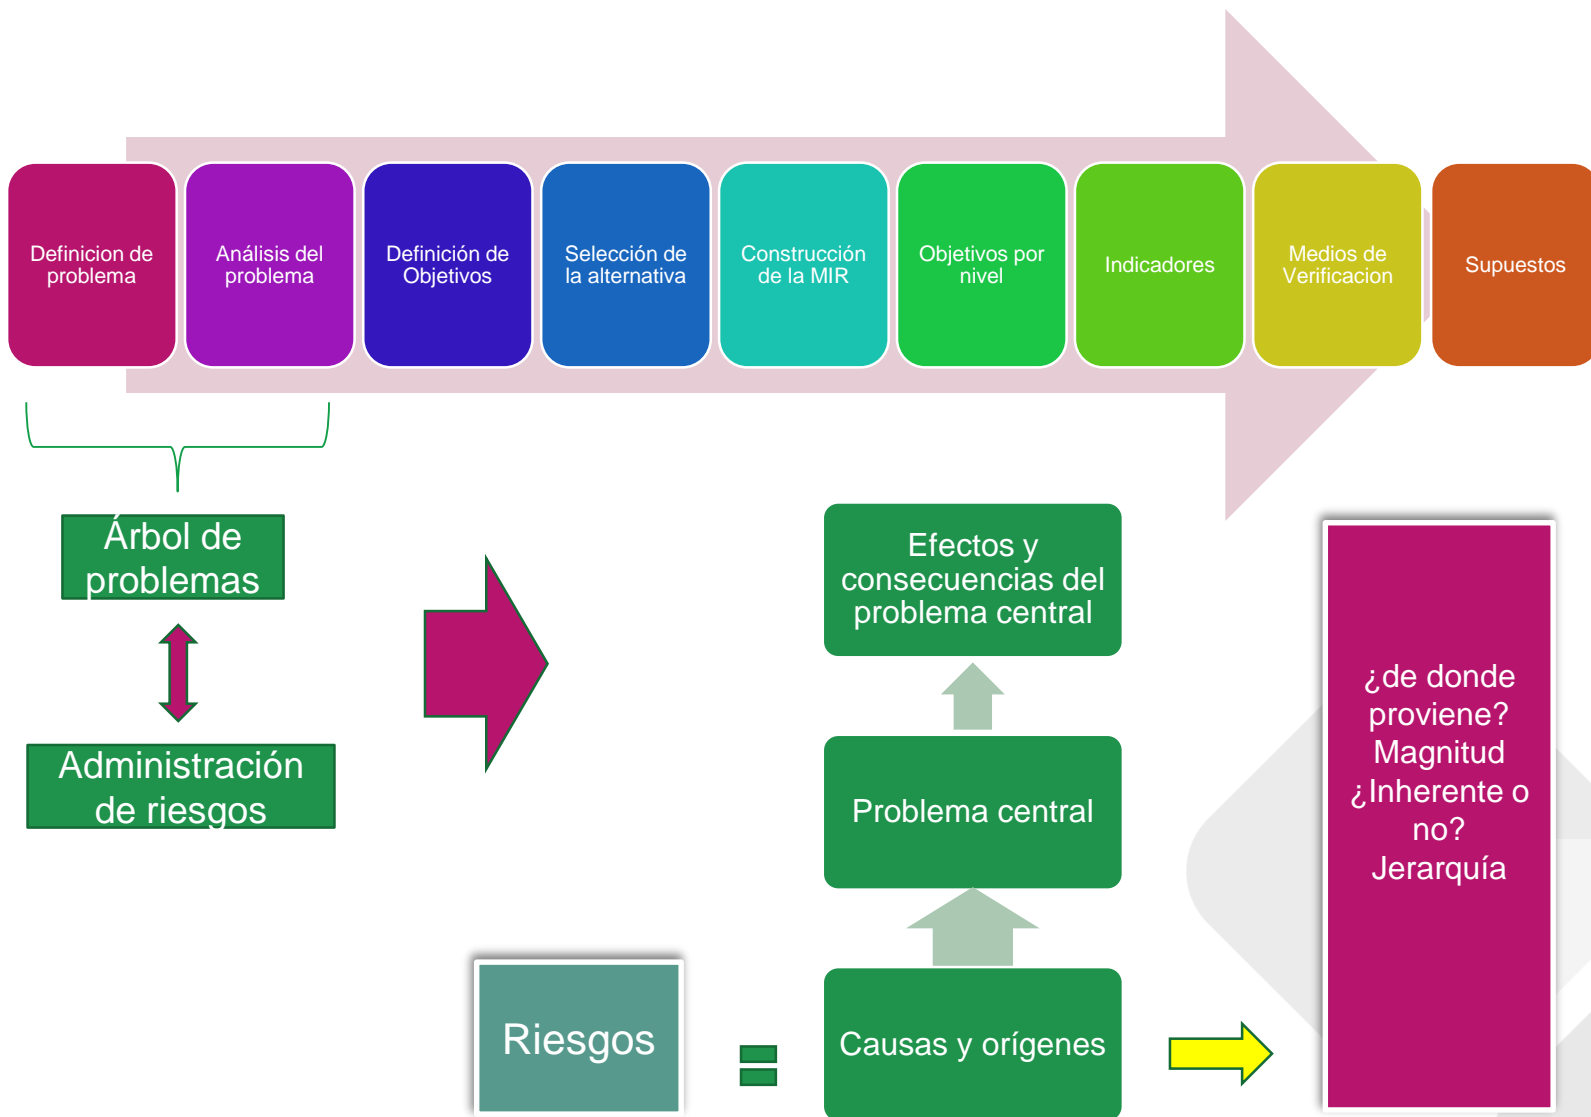 Definicion de
problema
Análisis del
problema
Definición de
Objetivos
Selección de
la alternativa
Construcción
de la MIR
Objetivos por
nivel
Indicadores
Medios de
Verificacion
Supuestos
Árbol de
problemas
Administración
de riesgos
Efectos y
consecuencias del
problema central
Problema central
Causas y orígenes
Riesgos
=
¿de donde
proviene?
Magnitud
¿Inherente o
no?
Jerarquía